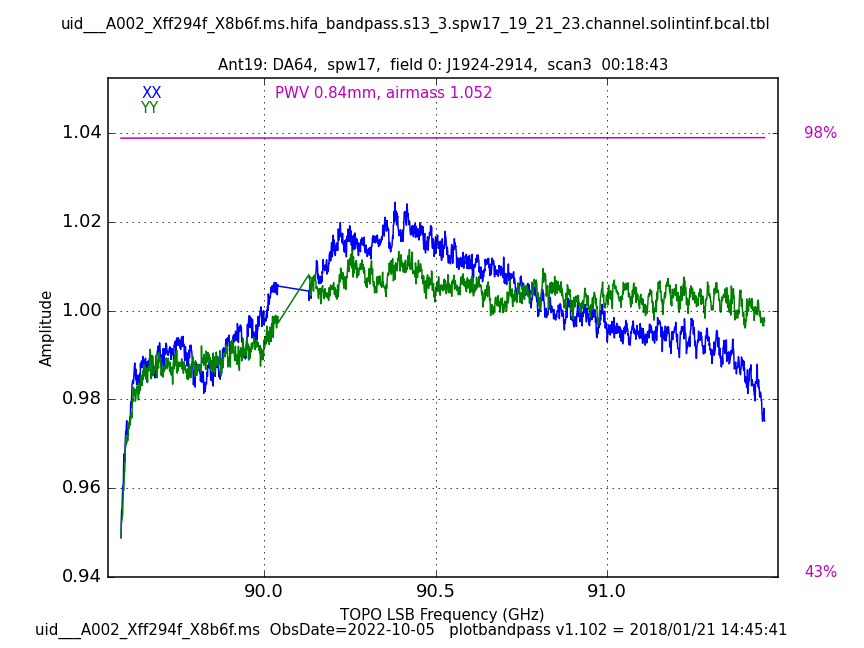 uid___A002_Xff294f_X8b6f.ms.hifa_bandpass.s13_3.spw17_19_21_23.channel.solintinf.bcal.tbl
Ant19: DA64,  spw17,  field 0: J1924-2914,  scan3  00:18:43
XX
PWV 0.84mm, airmass 1.052
YY
1.04
98%
1.02
1.00
Amplitude
0.98
0.96
43%
0.94
90.0
90.5
91.0
TOPO LSB Frequency (GHz)
uid___A002_Xff294f_X8b6f.ms  ObsDate=2022-10-05   plotbandpass v1.102 = 2018/01/21 14:45:41